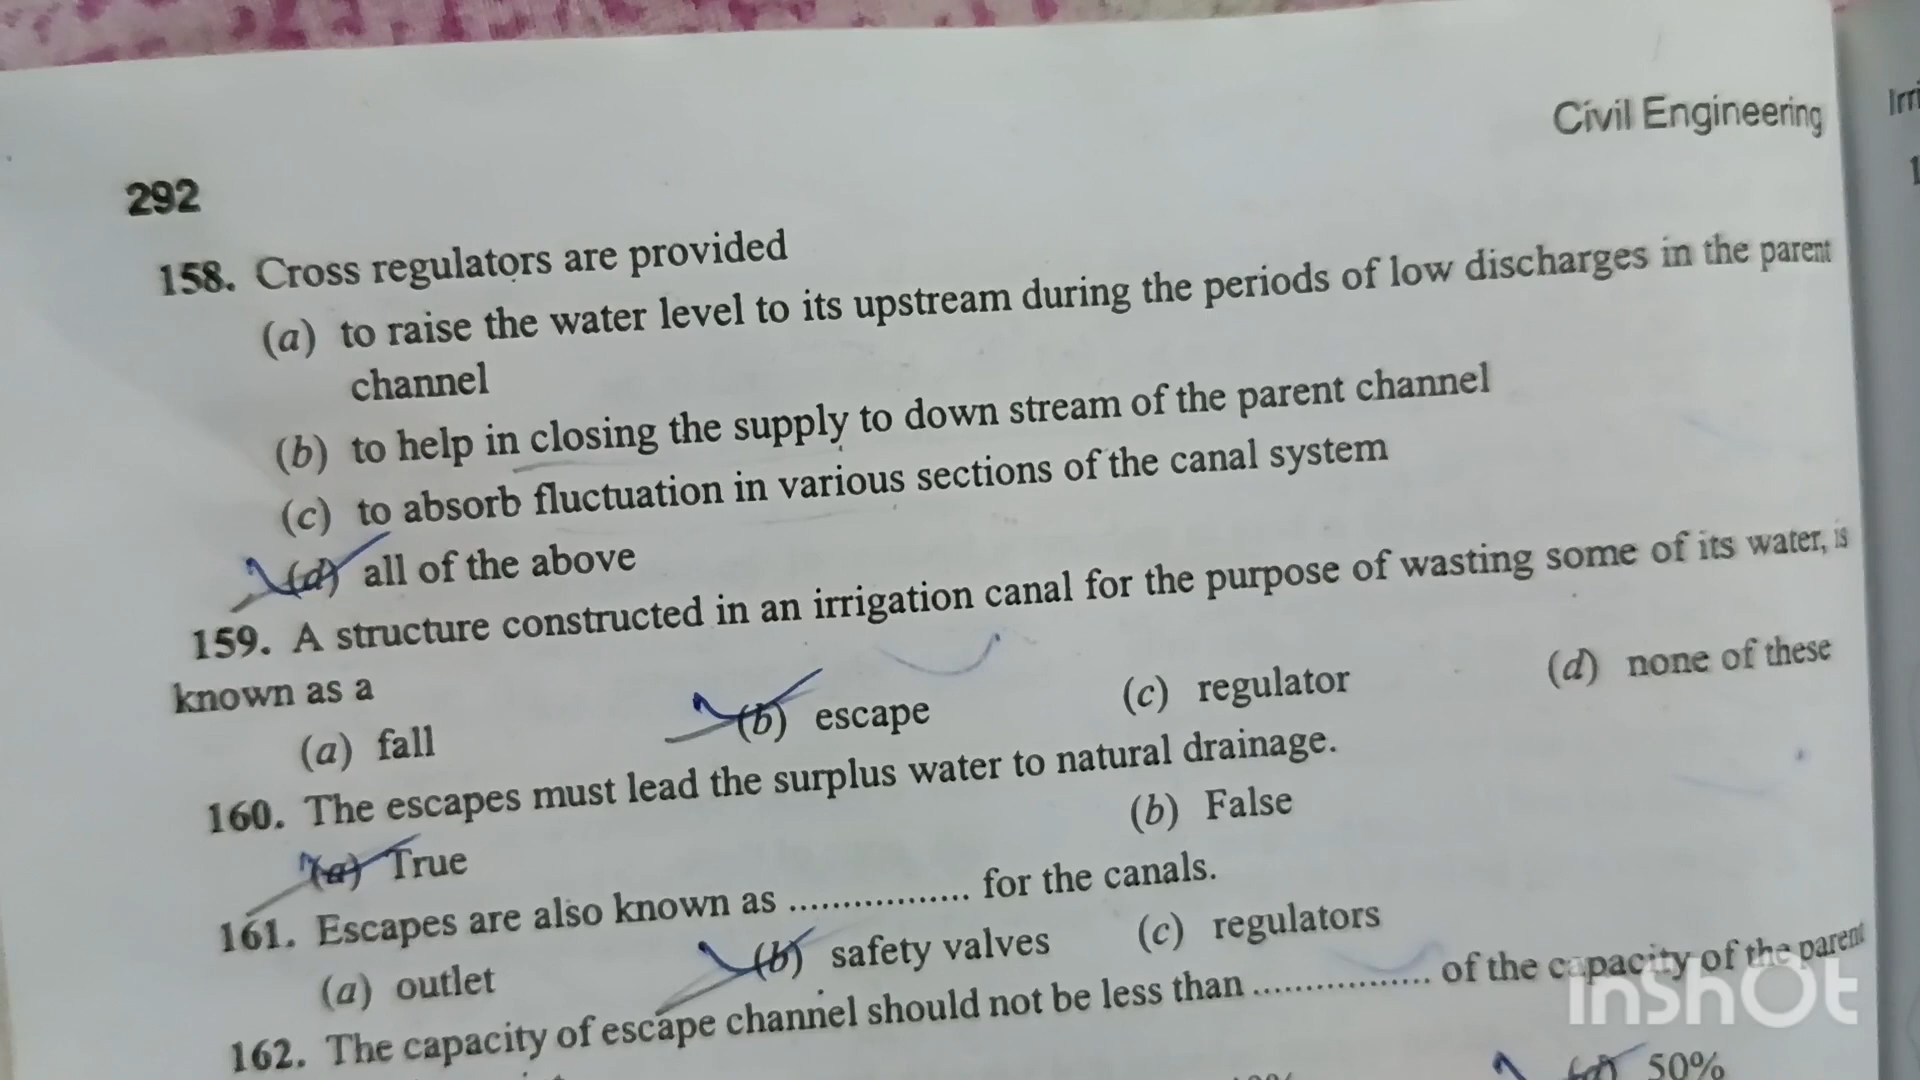 Civil Engineering
292
158. Cross regulators are provided
(a) to raise the water level to its upstream during the periods of low discharges in the parent
channel
(b) to help in closing the supply to down stream of the parent channel
(c) to absorb fluctuation in various sections of the canal system
(d) all of the above
159. A structure constructed in an irrigation canal for the purpose of wasting some of its water, is
known as a
(a) fall (b) escape (c) regulator (d) none of these
160. The escapes must lead the surplus water to natural drainage.
(a) True (b) False
161. Escapes are also known as ................. for the canals.
(a) outlet (b) safety valves (c) regulators
162. The capacity of escape channel should not be less than ................. of the capacity of the parent
(d) 50%
InShOt